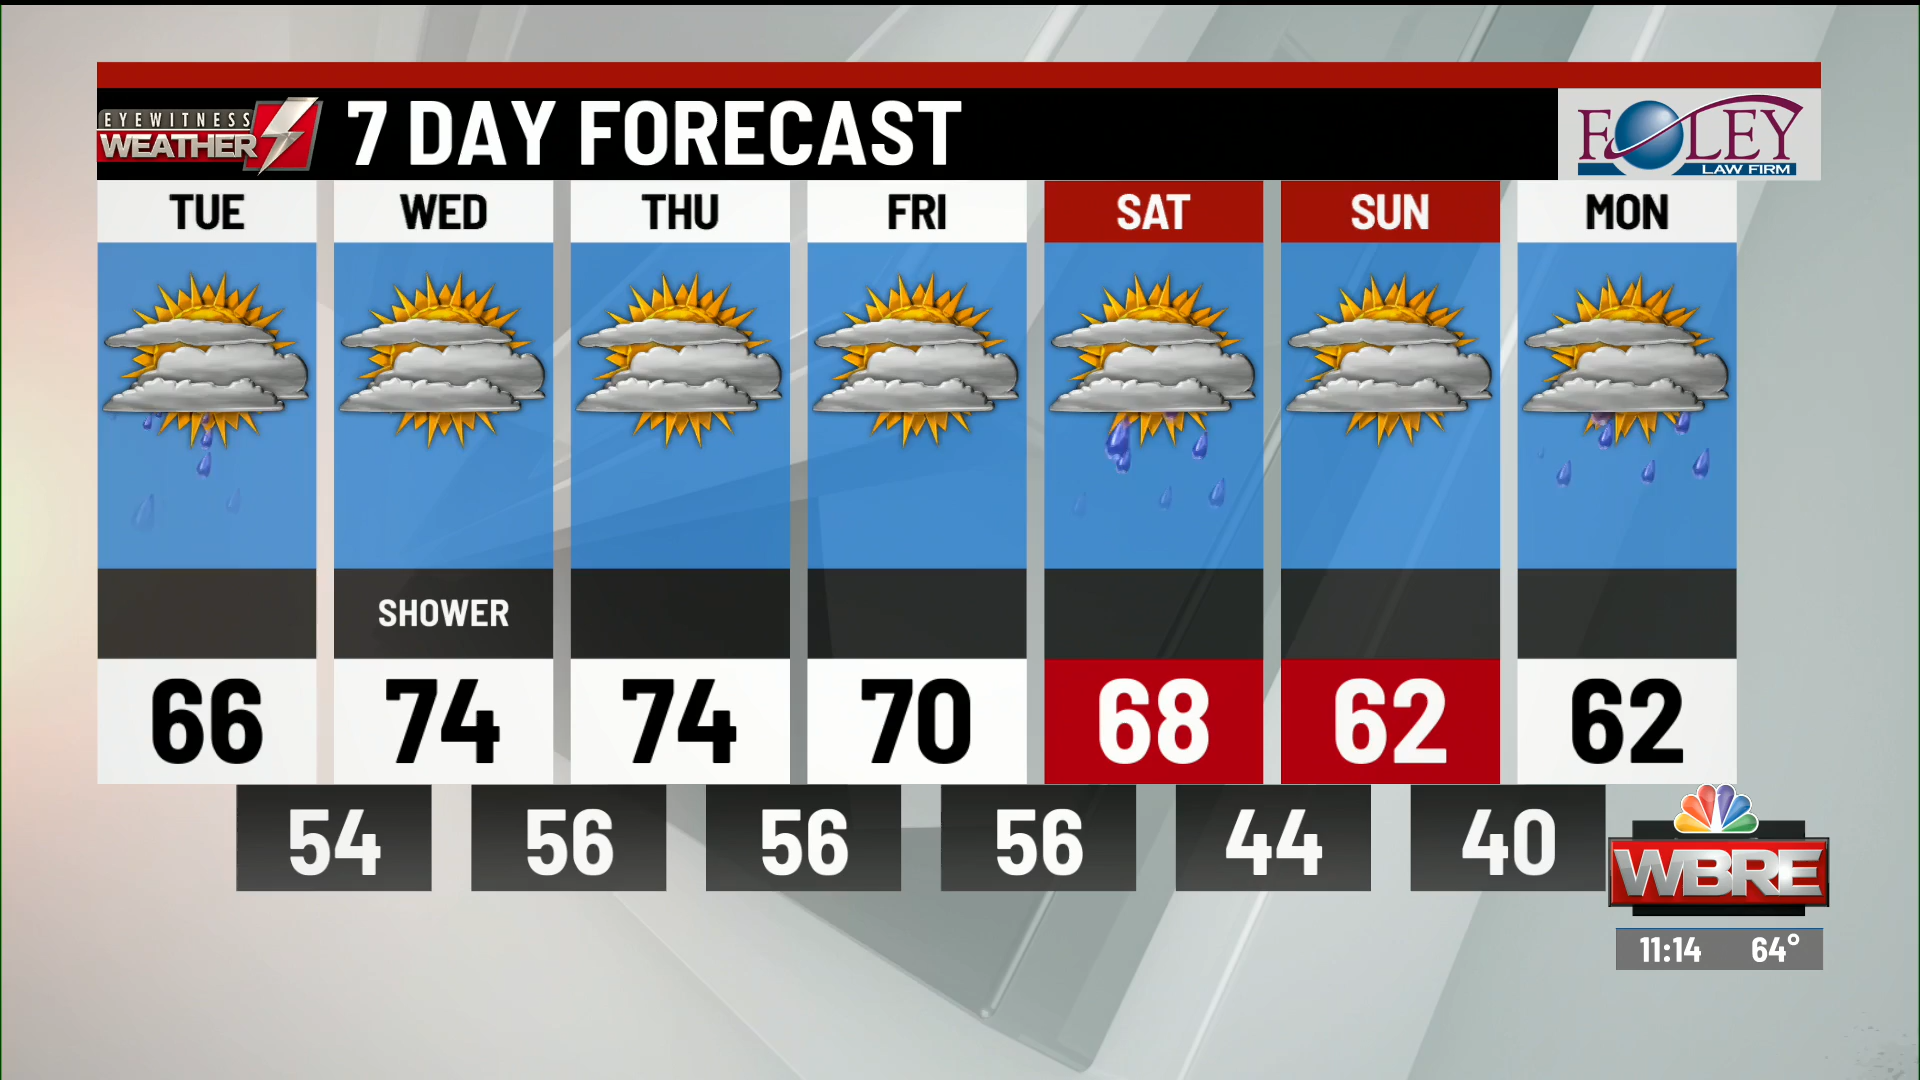 EYEWITNESS
WEATHER
7 DAY FORECAST
FOLEY
LAW FIRM
TUE WED THU FRI SAT SUN MON
SHOWER
66 74 74 70 68 62 62
54 56 56 56 44 40
WBRE
11:14 64°